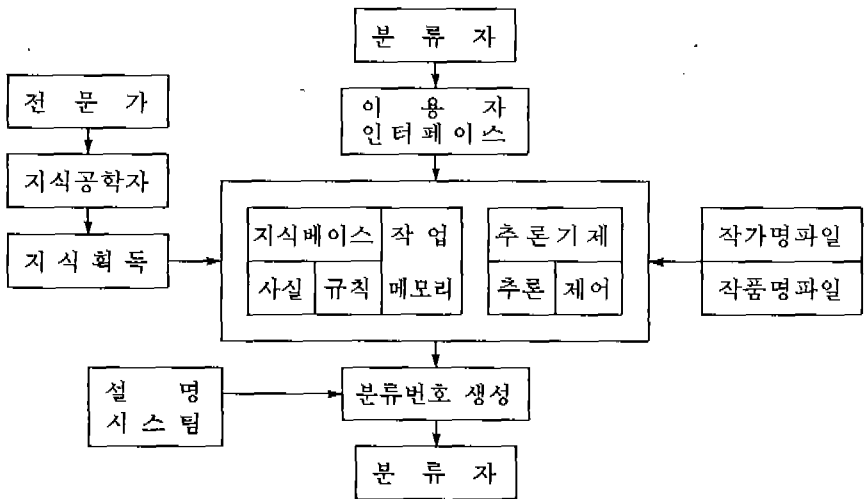 분 류 자
전 문 가
이 용 자
인 터 페 이 스
지식공학자
지식베이스 작 업
추 론 기 제
작가명파일
지 식 획 득
사실 규칙 메모리
추론 제어
작품명파일
설 명
시 스 팀
분류번호 생성
분 류 자